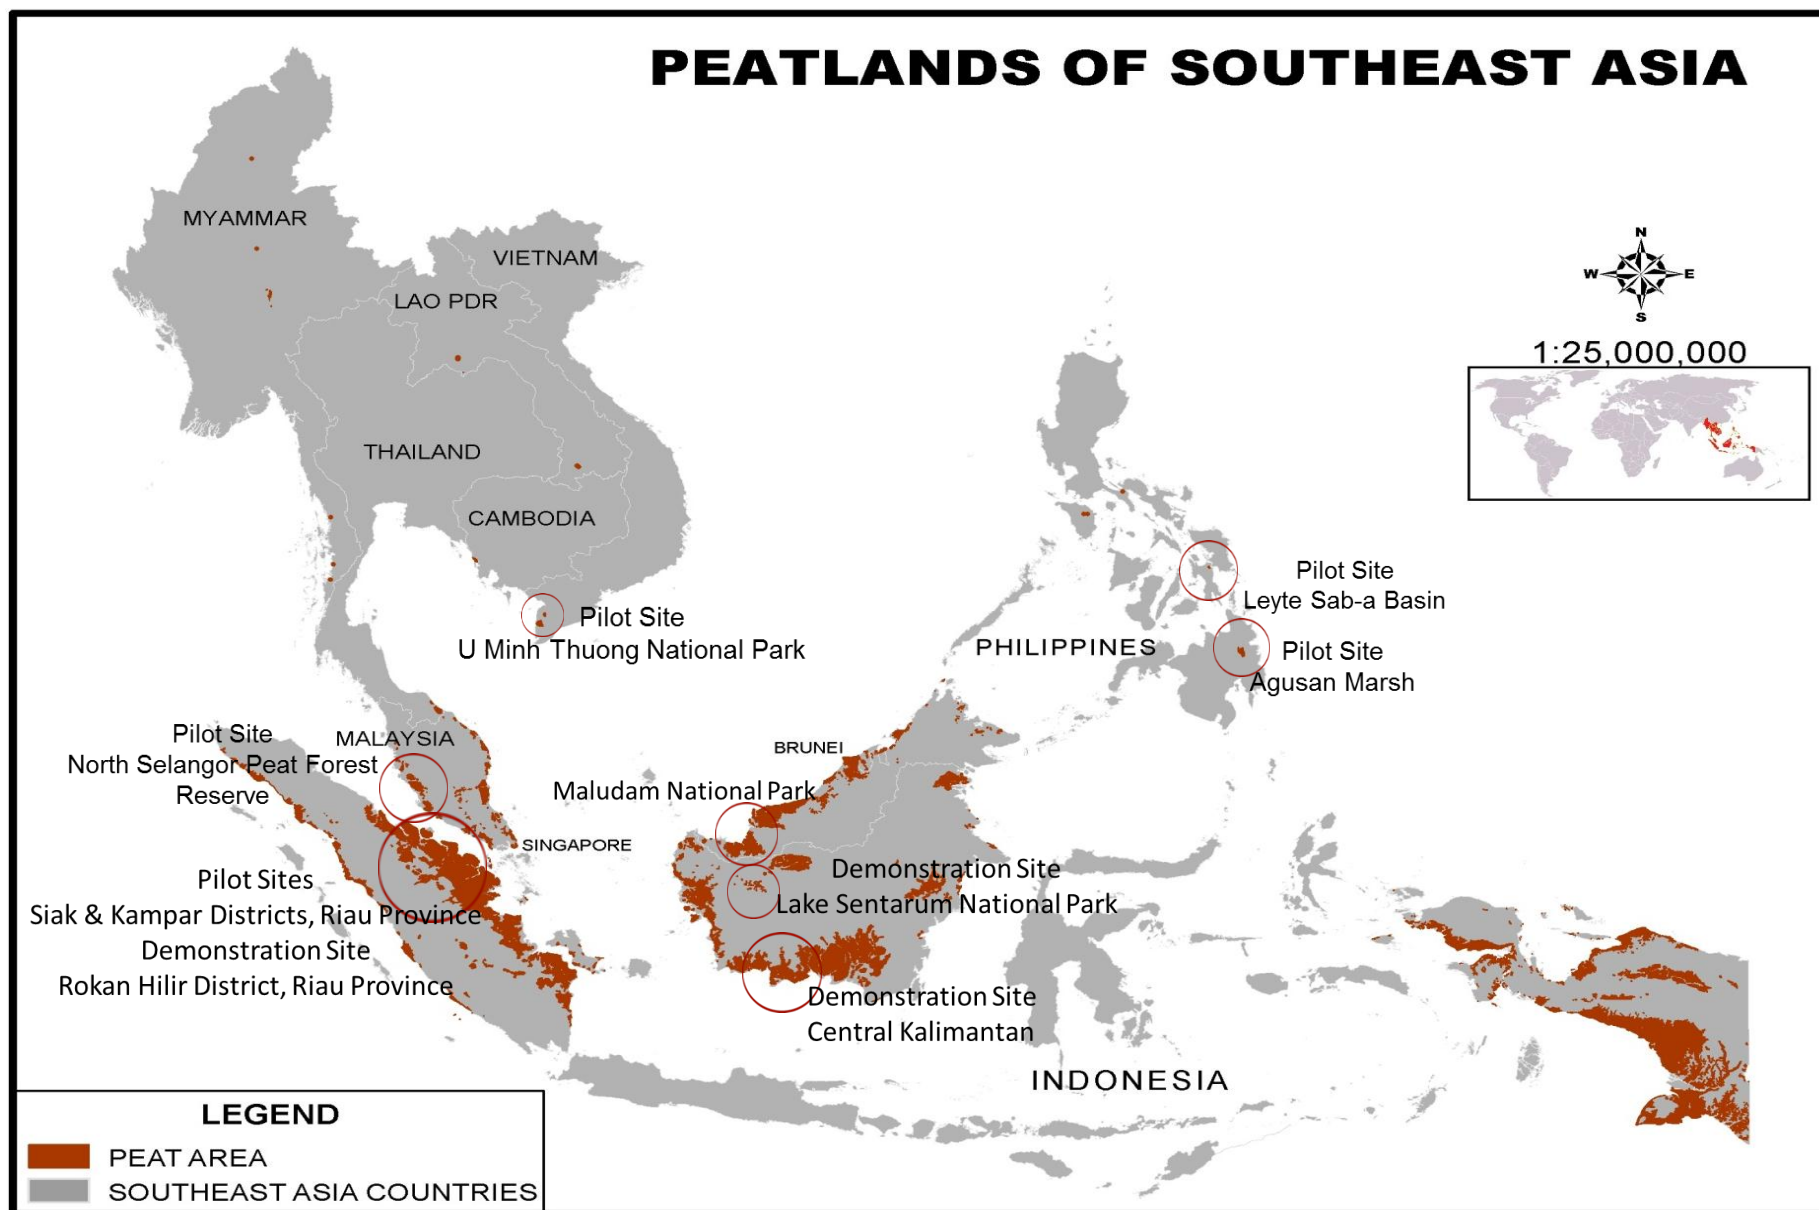 PEATLANDS OF SOUTHEAST ASIA
MYAMMAR
VIETNAM
LAO PDR
N
W
E
S
1:25,000,000
THAILAND
CAMBODIA
Pilot Site
U Minh Thuong National Park
Pilot Site
Leyte Sab-a Basin
PHILIPPINES
Pilot Site
Agusan Marsh
Pilot Site
North Selangor Peat Forest
Reserve
MALAYSIA
BRUNEI
Maludam National Park
SINGAPORE
Pilot Sites
Siak & Kampar Districts, Riau Province
Demonstration Site
Rokan Hilir District, Riau Province
Demonstration Site
Lake Sentarum National Park
Demonstration Site
Central Kalimantan
INDONESIA
LEGEND
PEAT AREA
SOUTHEAST ASIA COUNTRIES